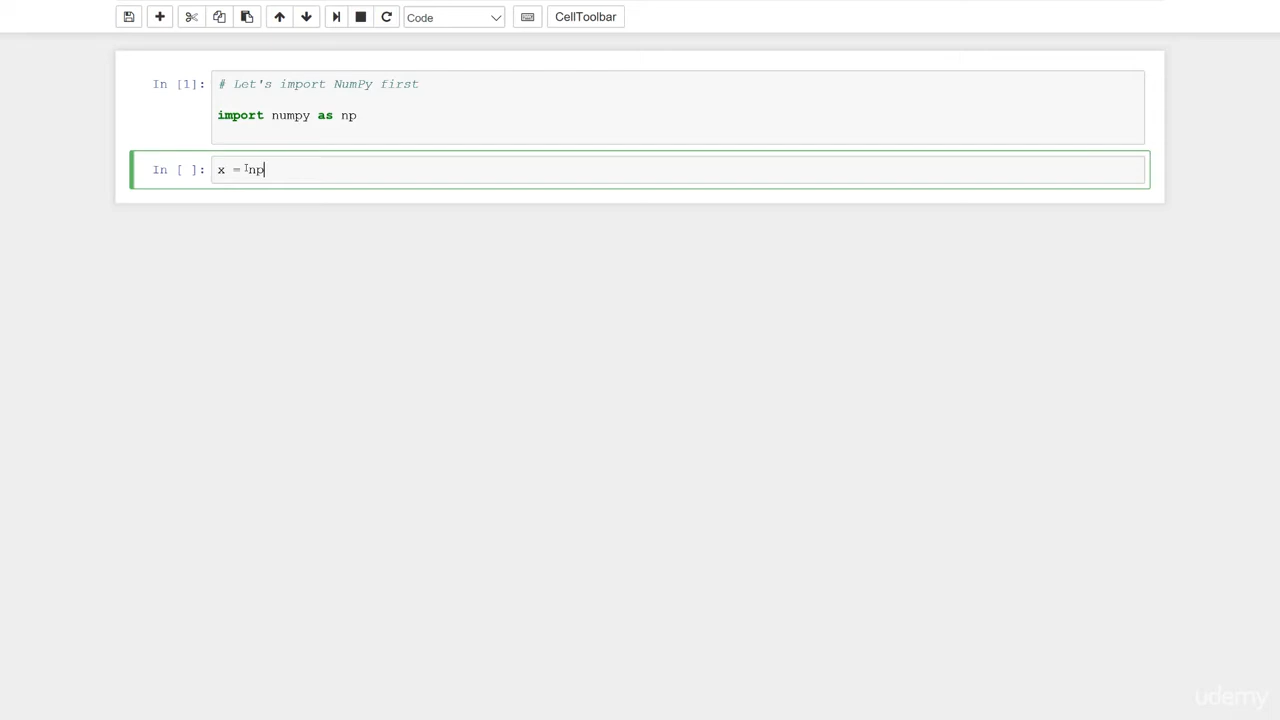 Code
CellToolbar
In [1]:
# Let's import NumPy first
import numpy as np
In [ ]:
x = np
udemy